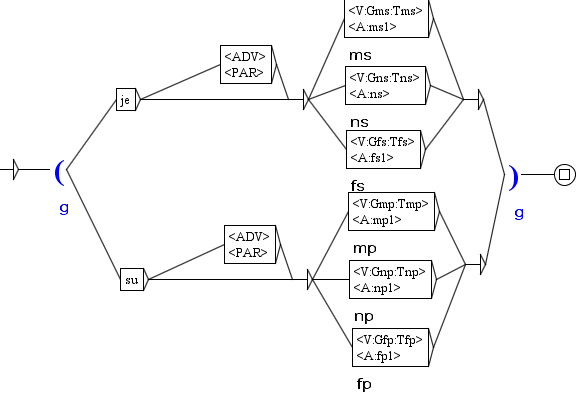 <V:Gms:Tms>
<A:ms1>
ms
<ADV>
<PAR>
je
<V:Gns:Tns>
<A:ns>
ns
<V:Gfs:Tfs>
<A:fs1>
fs
(
g
)
g
<V:Gmp:Tmp>
<A:mp1>
mp
<ADV>
<PAR>
su
<V:Gnp:Tnp>
<A:np1>
np
<V:Gfp:Tfp>
<A:fp1>
fp